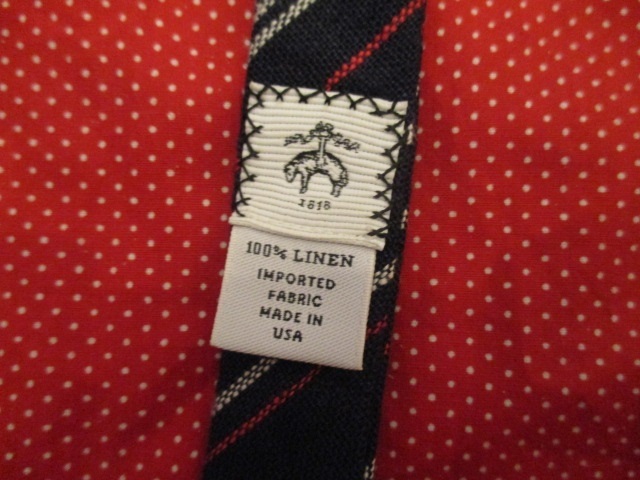 1818
100% LINEN
IMPORTED
FABRIC
MADE IN
USA